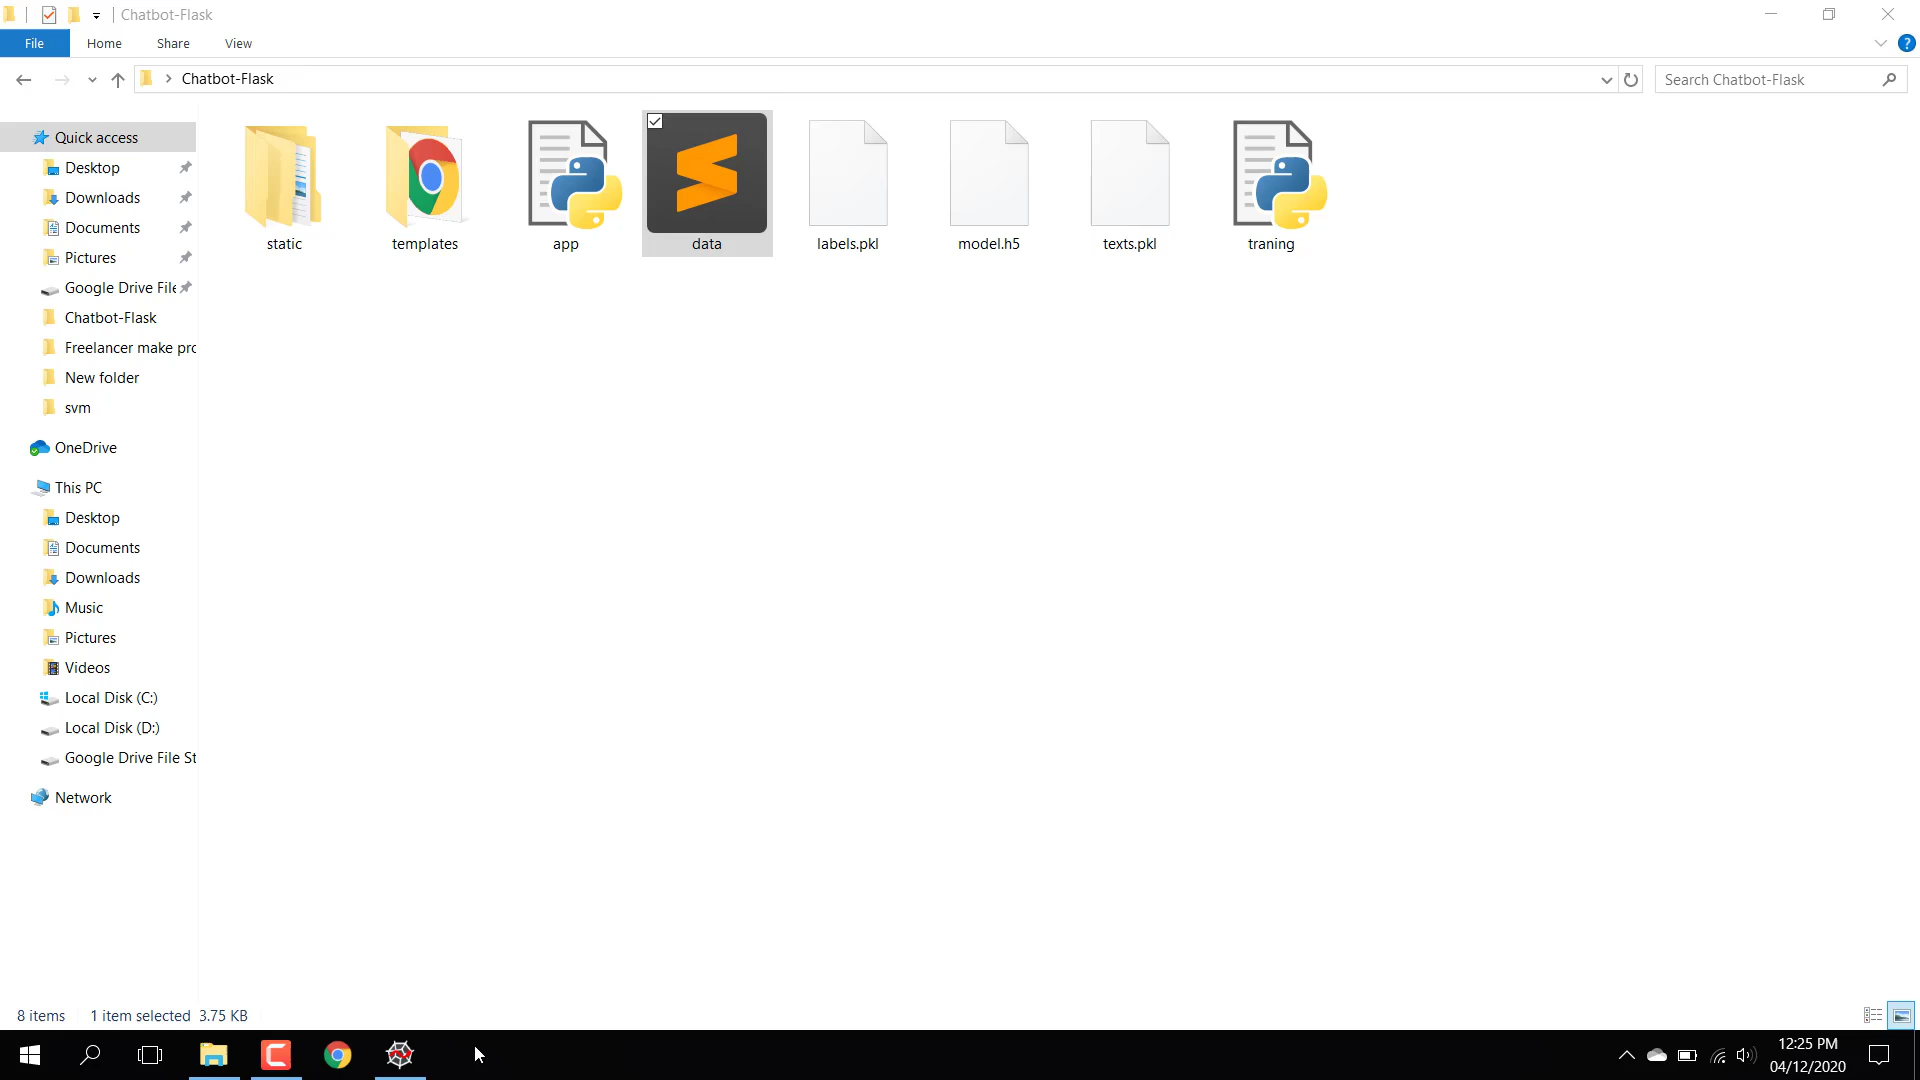 Chatbot-Flask
File Home Share View
Chatbot-Flask
Search Chatbot-Flask
Quick access
Desktop
Downloads
Documents
Pictures
Google Drive File
Chatbot-Flask
Freelancer make pro
New folder
svm
OneDrive
This PC
Desktop
Documents
Downloads
Music
Pictures
Videos
Local Disk (C:)
Local Disk (D:)
Google Drive File St
Network
static templates app data labels.pkl model.h5 texts.pkl traning
8 items 1 item selected 3.75 KB
12:25 PM
04/12/2020